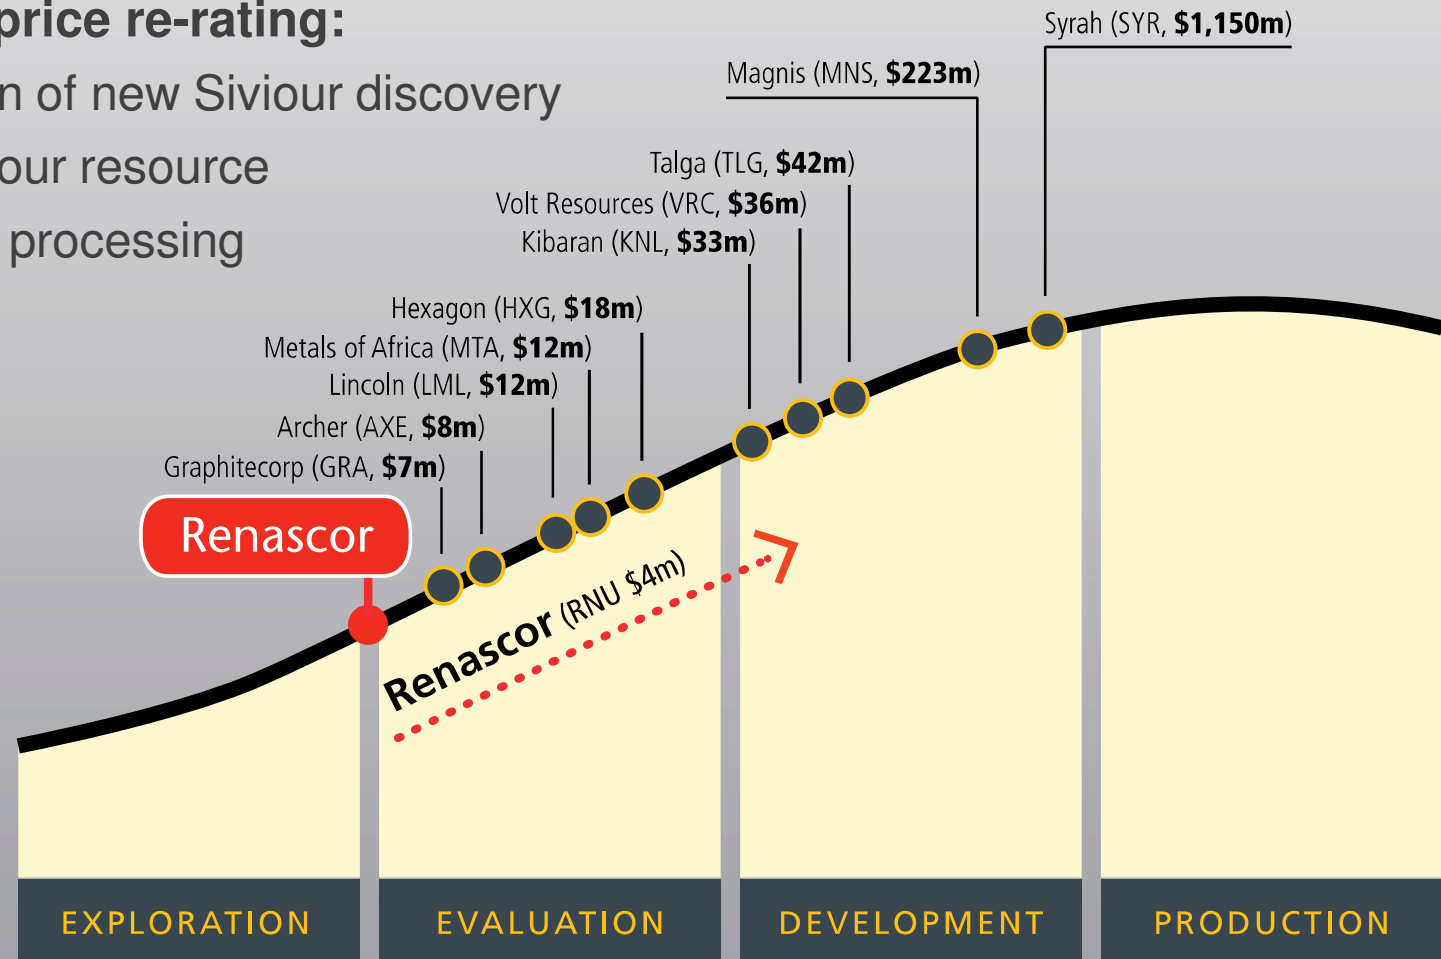 price re-rating:
n of new Siviour discovery
our resource
processing
Syrah (SYR, $1,150m)
Magnis (MNS, $223m)
Talga (TLG, $42m)
Volt Resources (VRC, $36m)
Kibaran (KNL, $33m)
Hexagon (HXG, $18m)
Metals of Africa (MTA, $12m)
Lincoln (LML, $12m)
Archer (AXE, $8m)
Graphitecorp (GRA, $7m)
Renascor
Renascor (RNU $4m)
EXPLORATION
EVALUATION
DEVELOPMENT
PRODUCTION